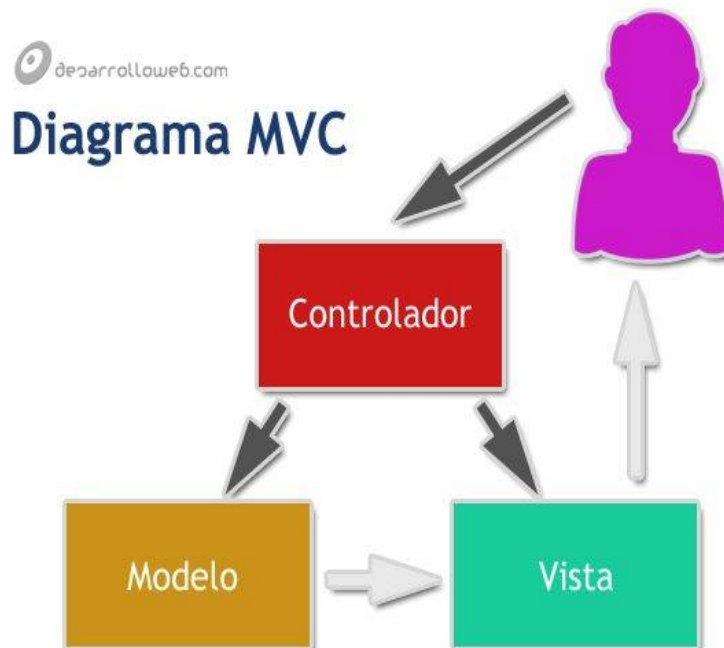 desarrolloweb.com
Diagrama MVC
Controlador
Modelo
Vista